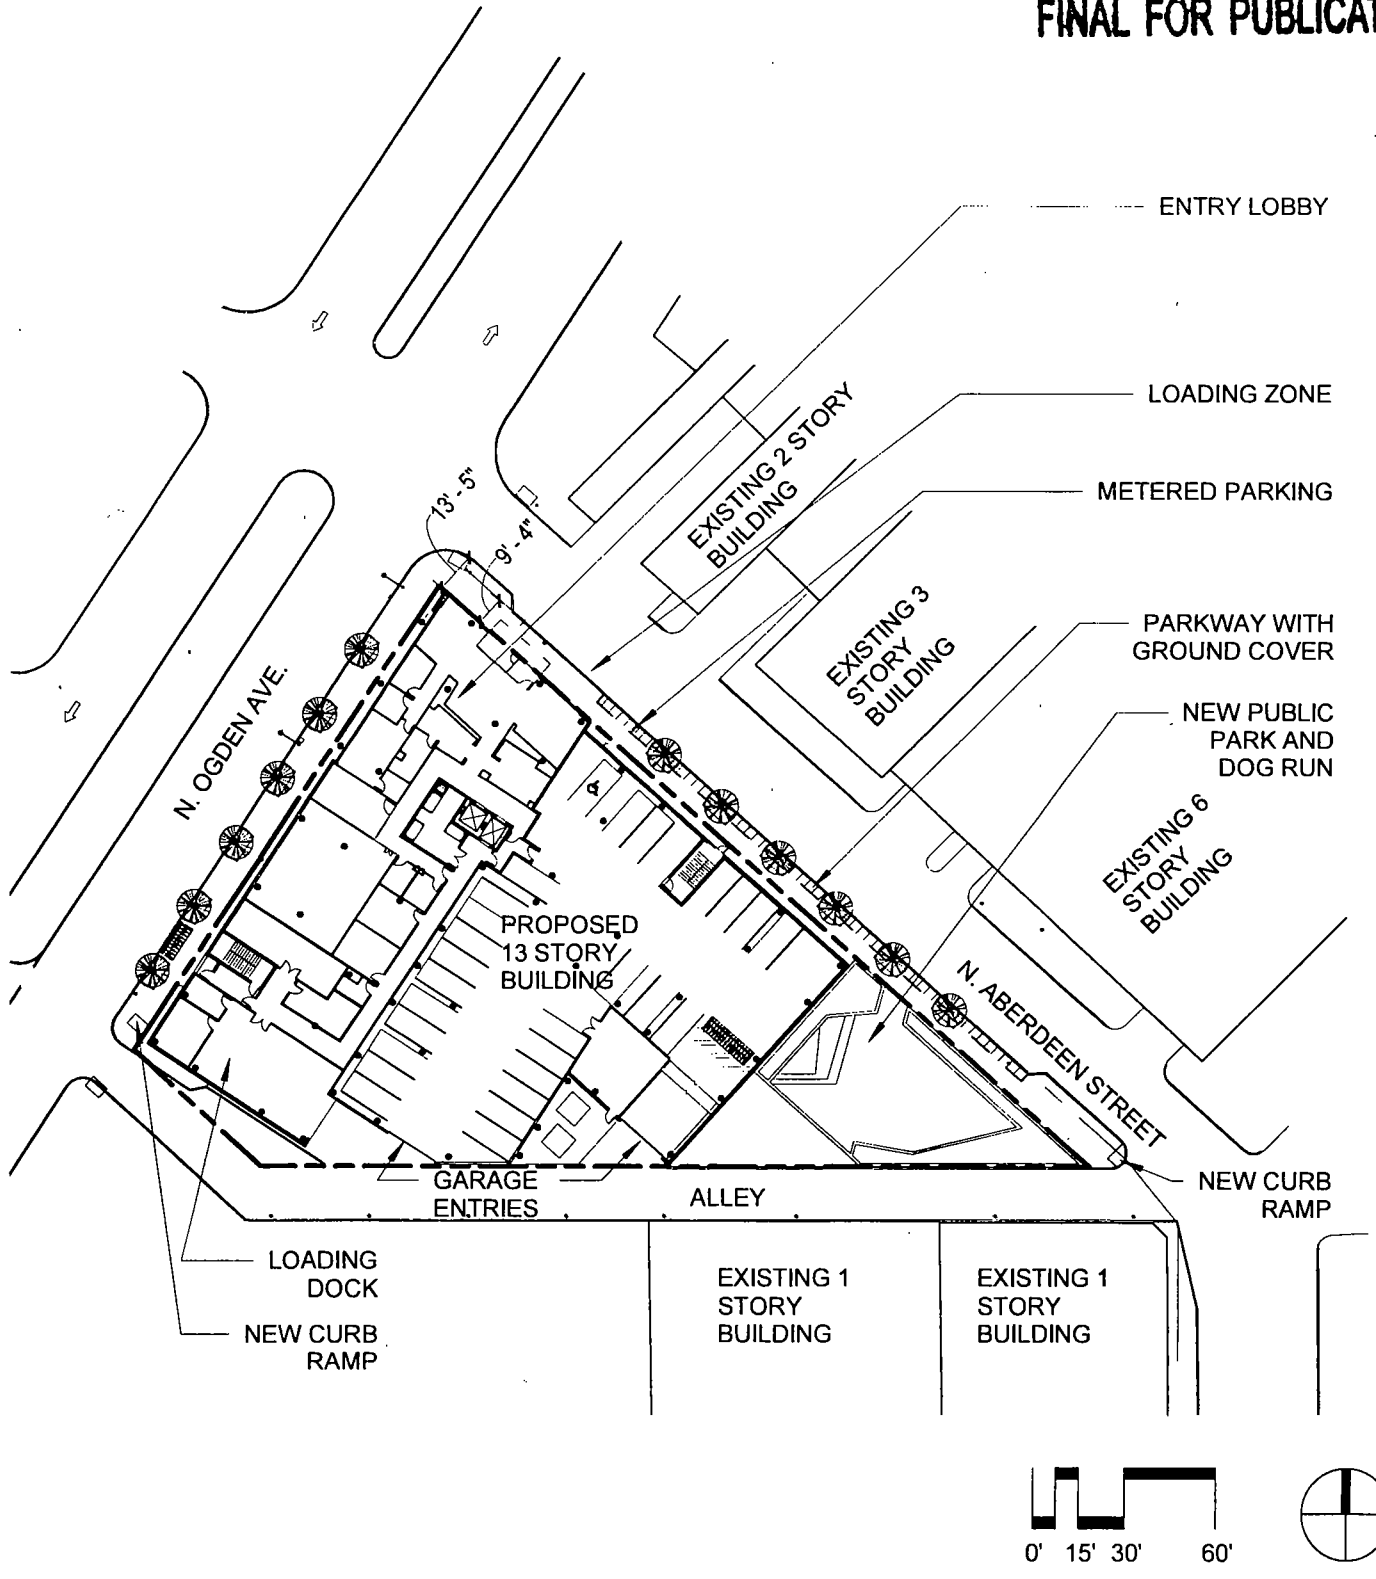 FINAL FOR PUBLICAT
ENTRY LOBBY
LOADING ZONE
EXISTING 2 STORY
BUILDING
METERED PARKING
13' - 5"
9' - 4"
EXISTING 3
STORY
BUILDING
PARKWAY WITH
GROUND COVER
N. OGDEN AVE.
NEW PUBLIC
PARK AND
DOG RUN
EXISTING 6
STORY
BUILDING
PROPOSED
13 STORY
BUILDING
N. ABERDEEN STREET
GARAGE
ENTRIES
ALLEY
NEW CURB
RAMP
LOADING
DOCK
EXISTING 1
STORY
BUILDING
EXISTING 1
STORY
BUILDING
NEW CURB
RAMP
0' 15' 30' 60'